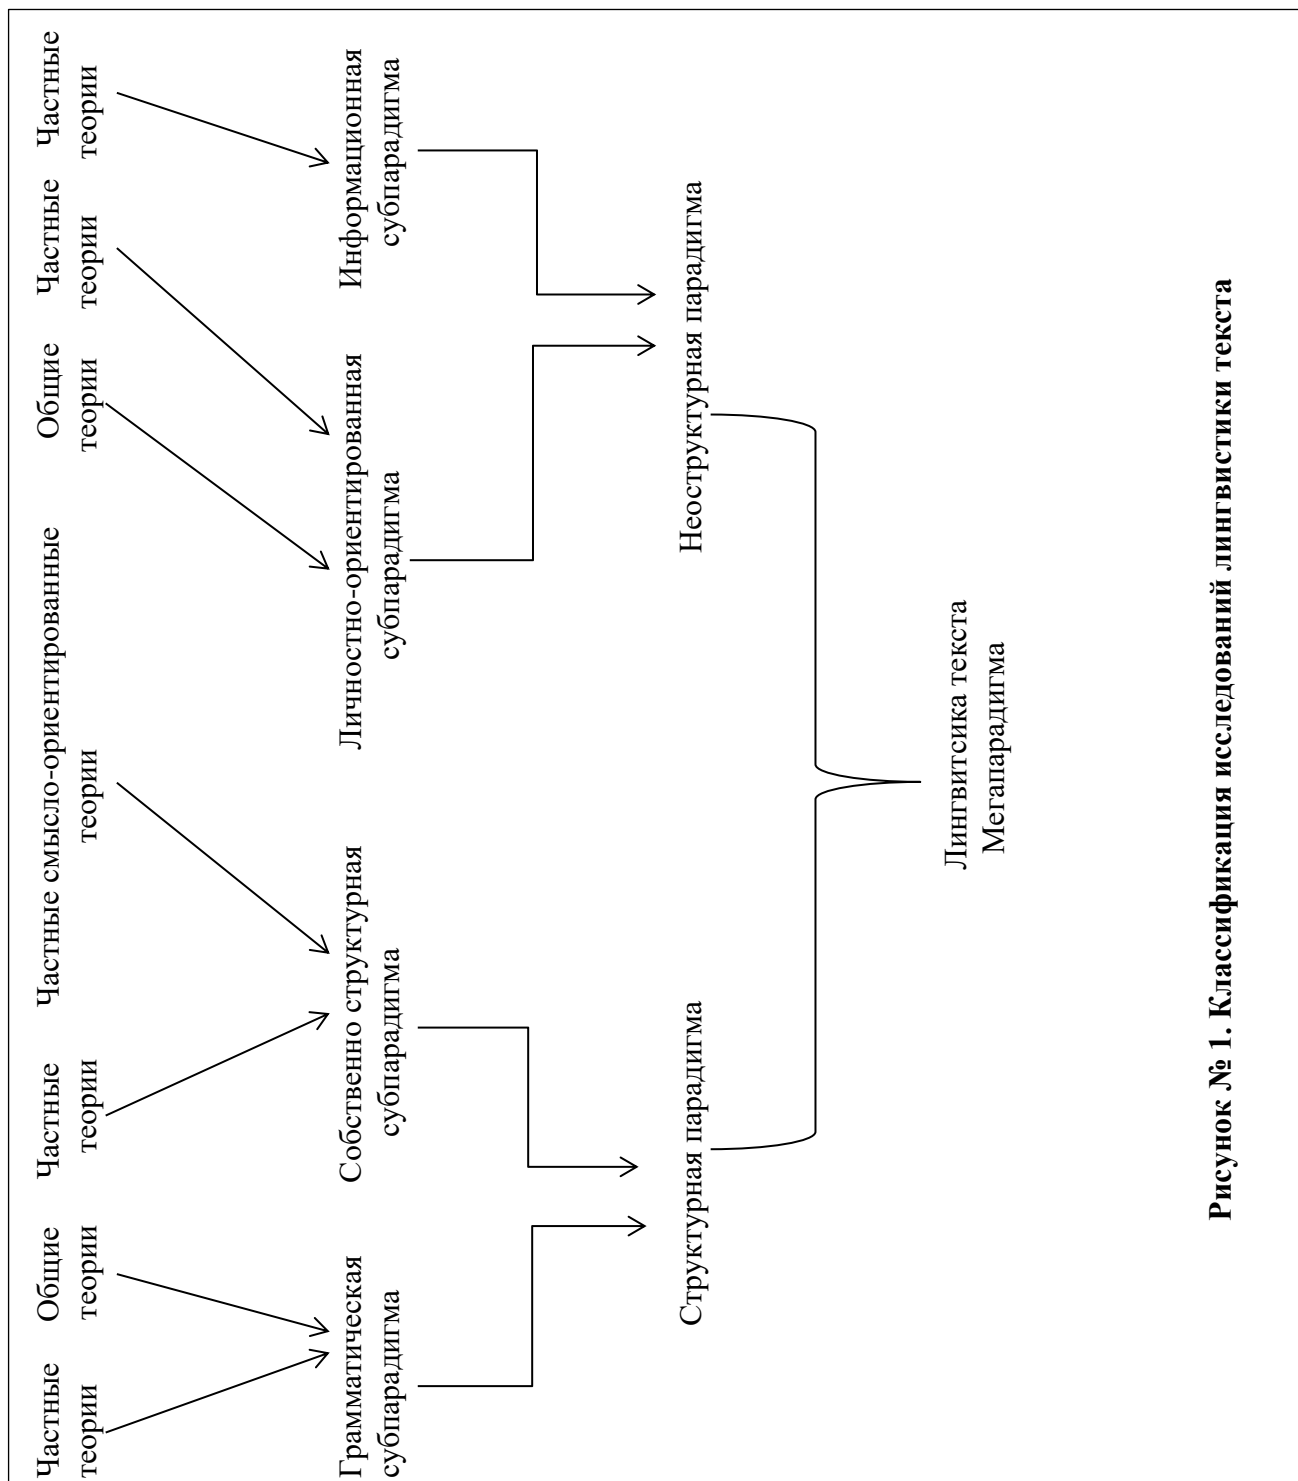 Частные
теории
Общие
теории
Частные
теории
Частные смысло-ориентированные
теории
Общие
теории
Частные
теории
Частные
теории
Грамматическая
субпарадигма
Собственно структурная
субпарадигма
Личностно-ориентированная
субпарадигма
Информационная
субпарадигма
Структурная парадигма
Неоструктурная парадигма
Лингвитсика текста
Мегапарадигма
Рисунок № 1. Классификация исследований лингвистики текста